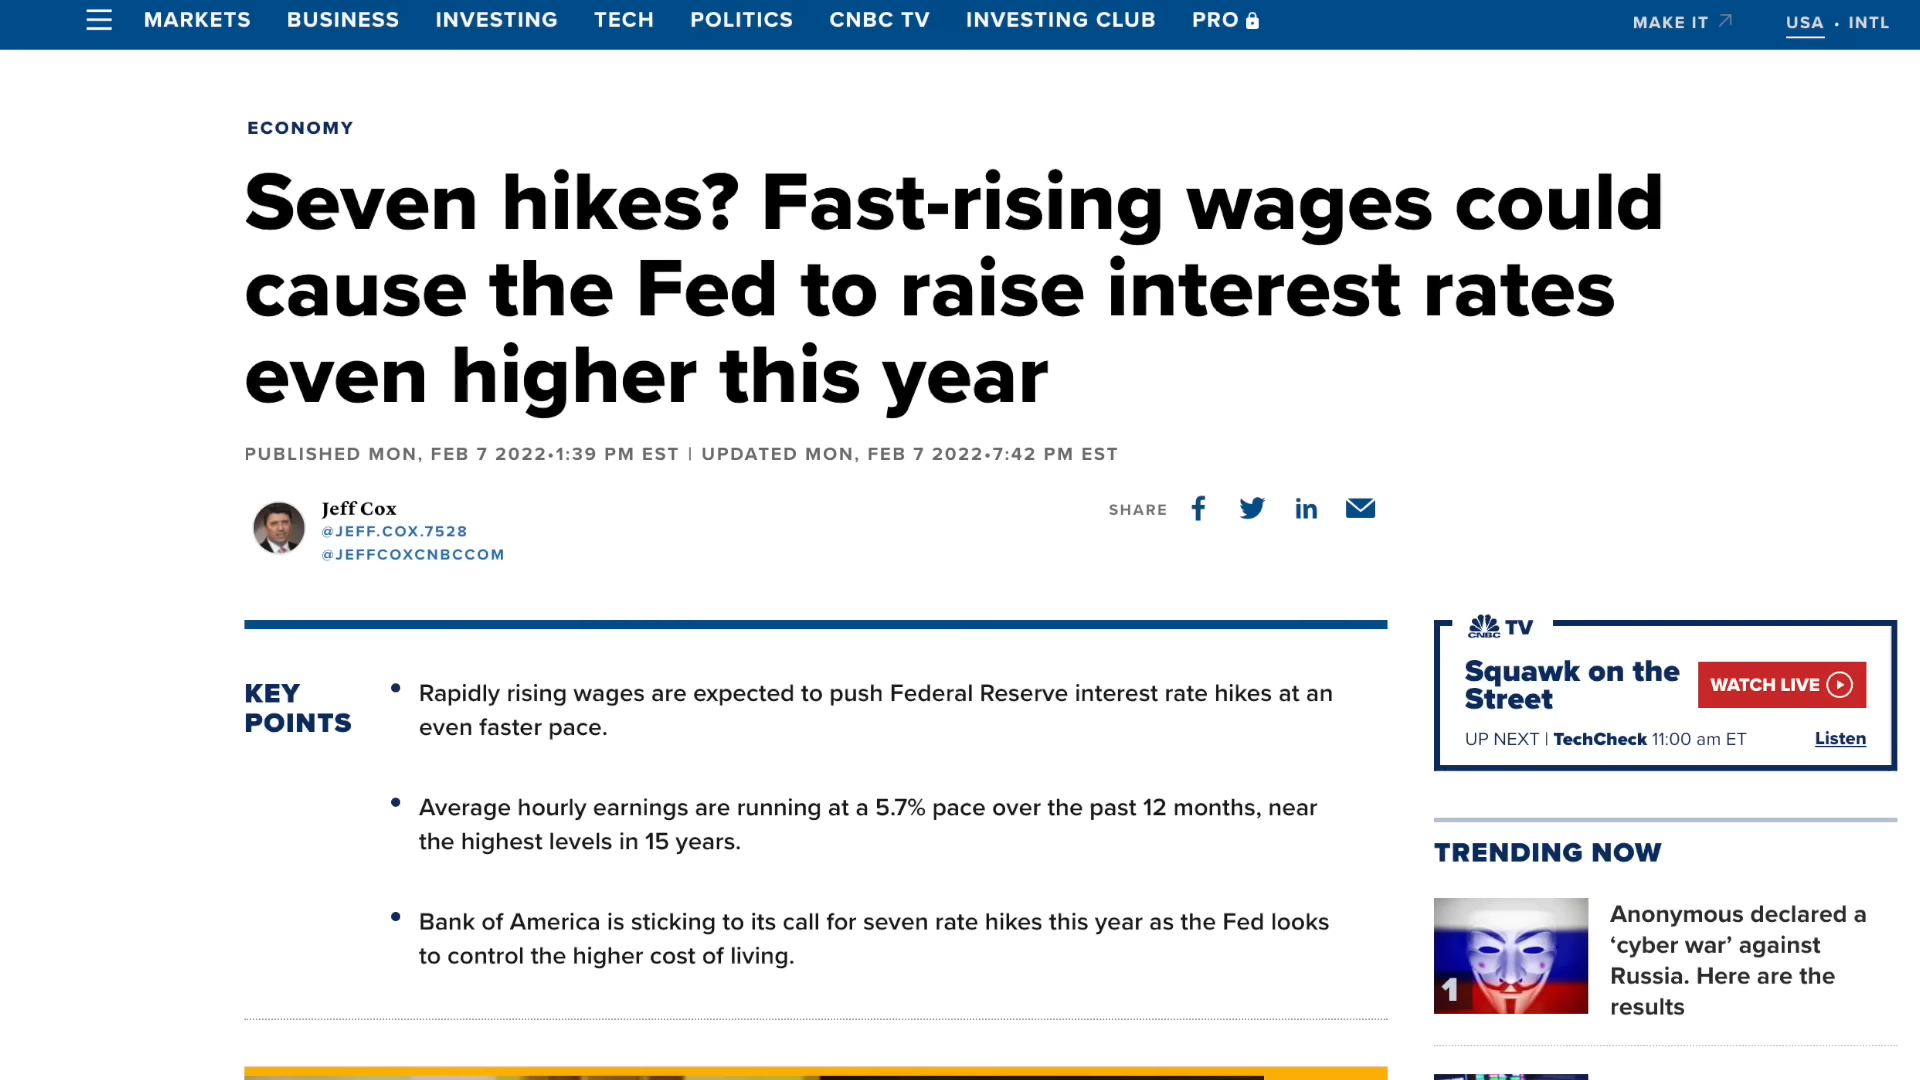 MARKETS BUSINESS INVESTING TECH POLITICS CNBC TV INVESTING CLUB PRO MAKE IT USA • INTL
ECONOMY
Seven hikes? Fast-rising wages could
cause the Fed to raise interest rates
even higher this year
PUBLISHED MON, FEB 7 2022•1:39 PM EST | UPDATED MON, FEB 7 2022•7:42 PM EST
Jeff Cox
@JEFF.COX.7528
@JEFFCOXCNBCCOM
SHARE
KEY
POINTS
• Rapidly rising wages are expected to push Federal Reserve interest rate hikes at an
even faster pace.
• Average hourly earnings are running at a 5.7% pace over the past 12 months, near
the highest levels in 15 years.
• Bank of America is sticking to its call for seven rate hikes this year as the Fed looks
to control the higher cost of living.
CNBC TV
Squawk on the
Street
WATCH LIVE
UP NEXT | TechCheck 11:00 am ET
Listen
TRENDING NOW
1
Anonymous declared a
‘cyber war’ against
Russia. Here are the
results